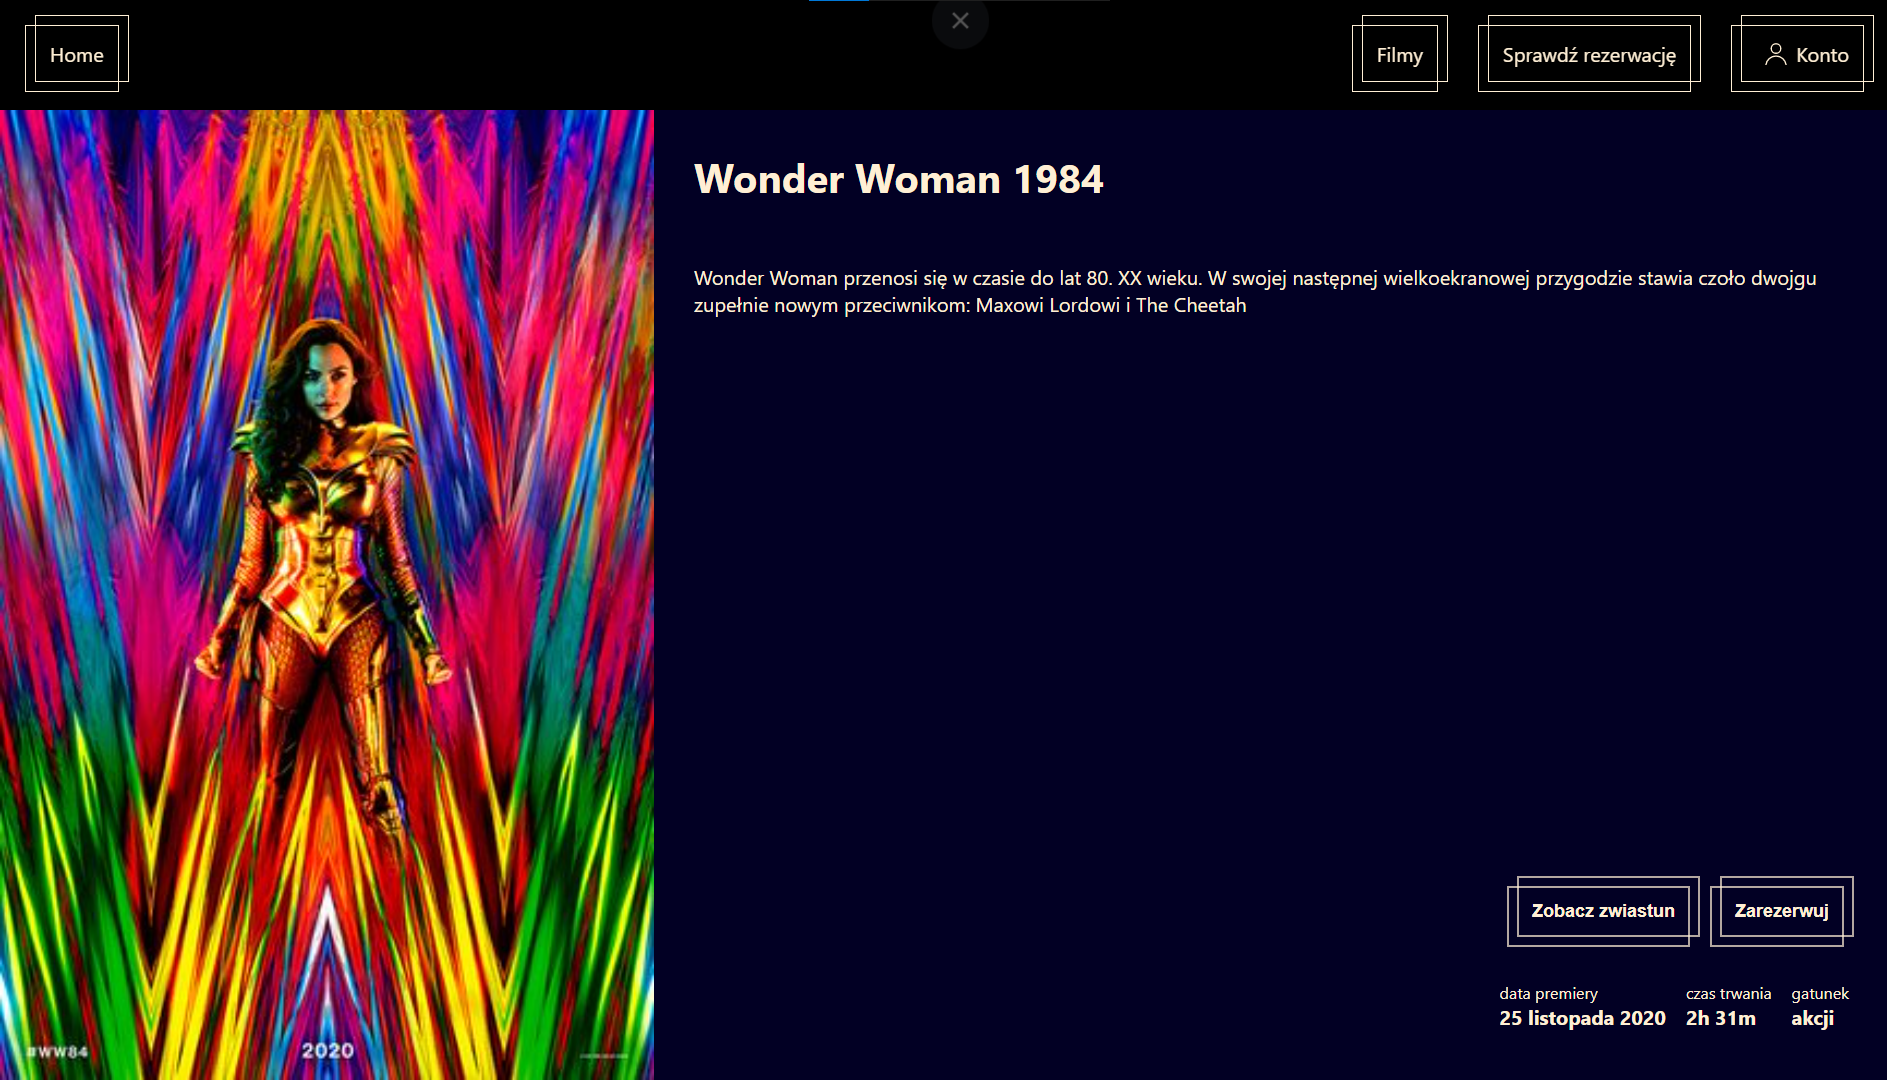 Home
Filmy
Sprawdź rezerwację
Konto
Wonder Woman 1984
Wonder Woman przenosi się w czasie do lat 80. XX wieku. W swojej następnej wielkoekranowej przygodzie stawia czoło dwojgu
zupełnie nowym przeciwnikom: Maxowi Lordowi i The Cheetah
Zobacz zwiastun
Zarezerwuj
data premiery
25 listopada 2020
czas trwania
2h 31m
gatunek
akcji
#WW84
2020